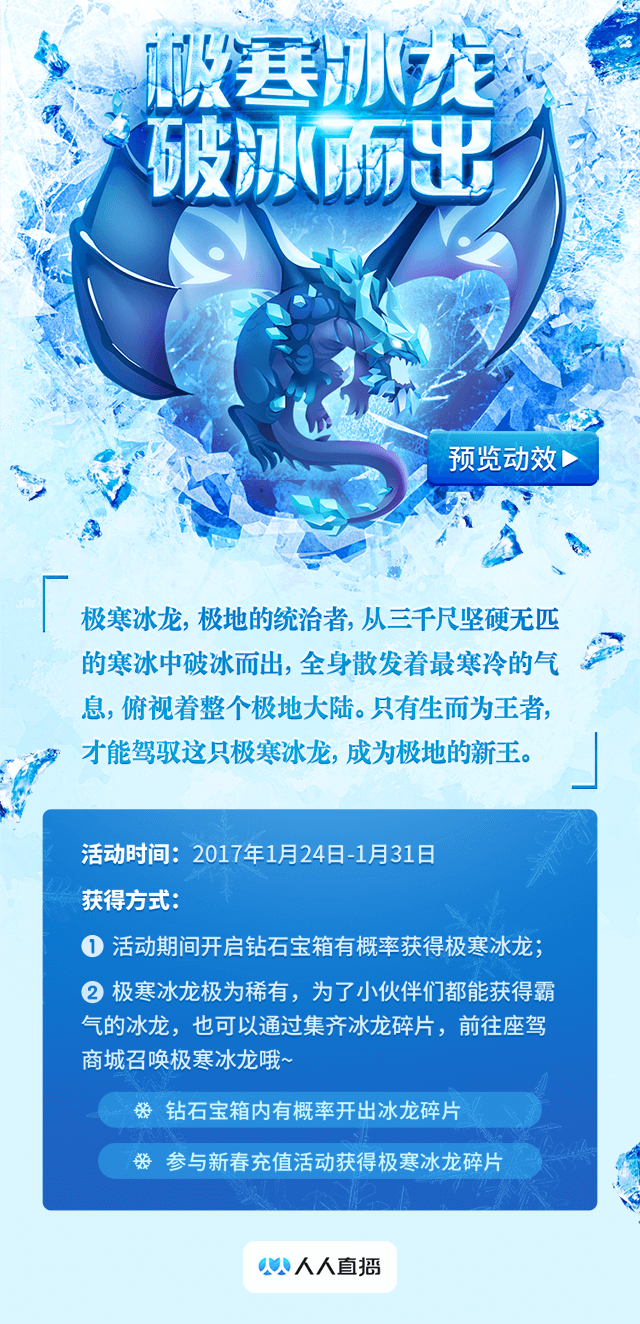 极寒冰龙
破冰而出
预览动效
极寒冰龙，极地的统治者，从三千尺坚硬无匹
的寒冰中破冰而出，全身散发着最寒冷的气
息，俯视着整个极地大陆。只有生而为王者，
才能驾驭这只极寒冰龙，成为极地的新王。
活动时间：2017年1月24日-1月31日
获得方式：
① 活动期间开启钻石宝箱有概率获得极寒冰龙；
② 极寒冰龙极为稀有，为了小伙伴们都能获得霸
气的冰龙，也可以通过集齐冰龙碎片，前往座驾
商城召唤极寒冰龙哦~
钻石宝箱内有概率开出冰龙碎片
参与新春充值活动获得极寒冰龙碎片
人人直播